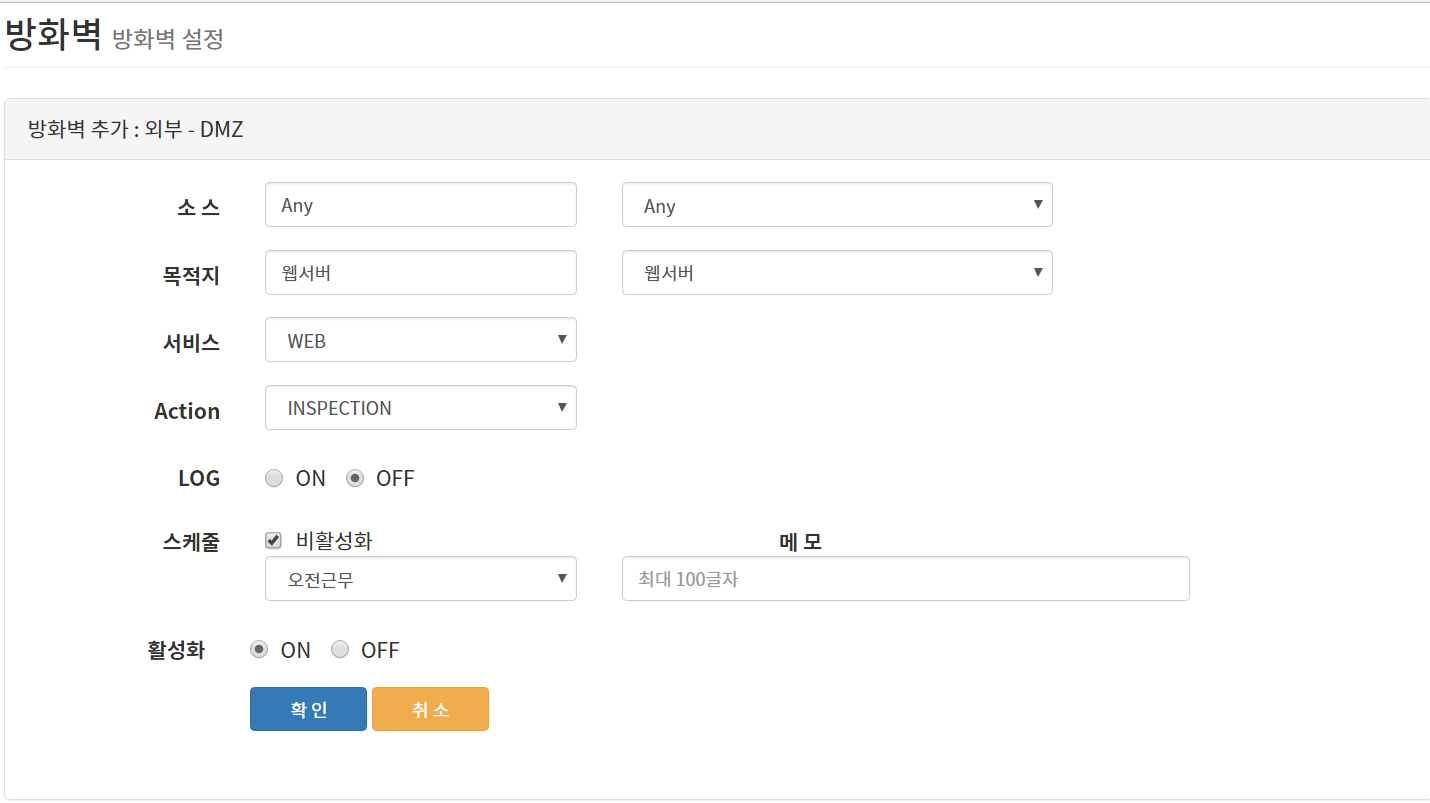 방화벽 방화벽 설정
방화벽 추가 : 외부 - DMZ
소 스 Any Any
목적지 웹서버 웹서버
서비스 WEB
Action INSPECTION
LOG ON OFF
스케줄 비활성화 메 모
오전근무 최대 100글자
활성화 ON OFF
확 인 취 소